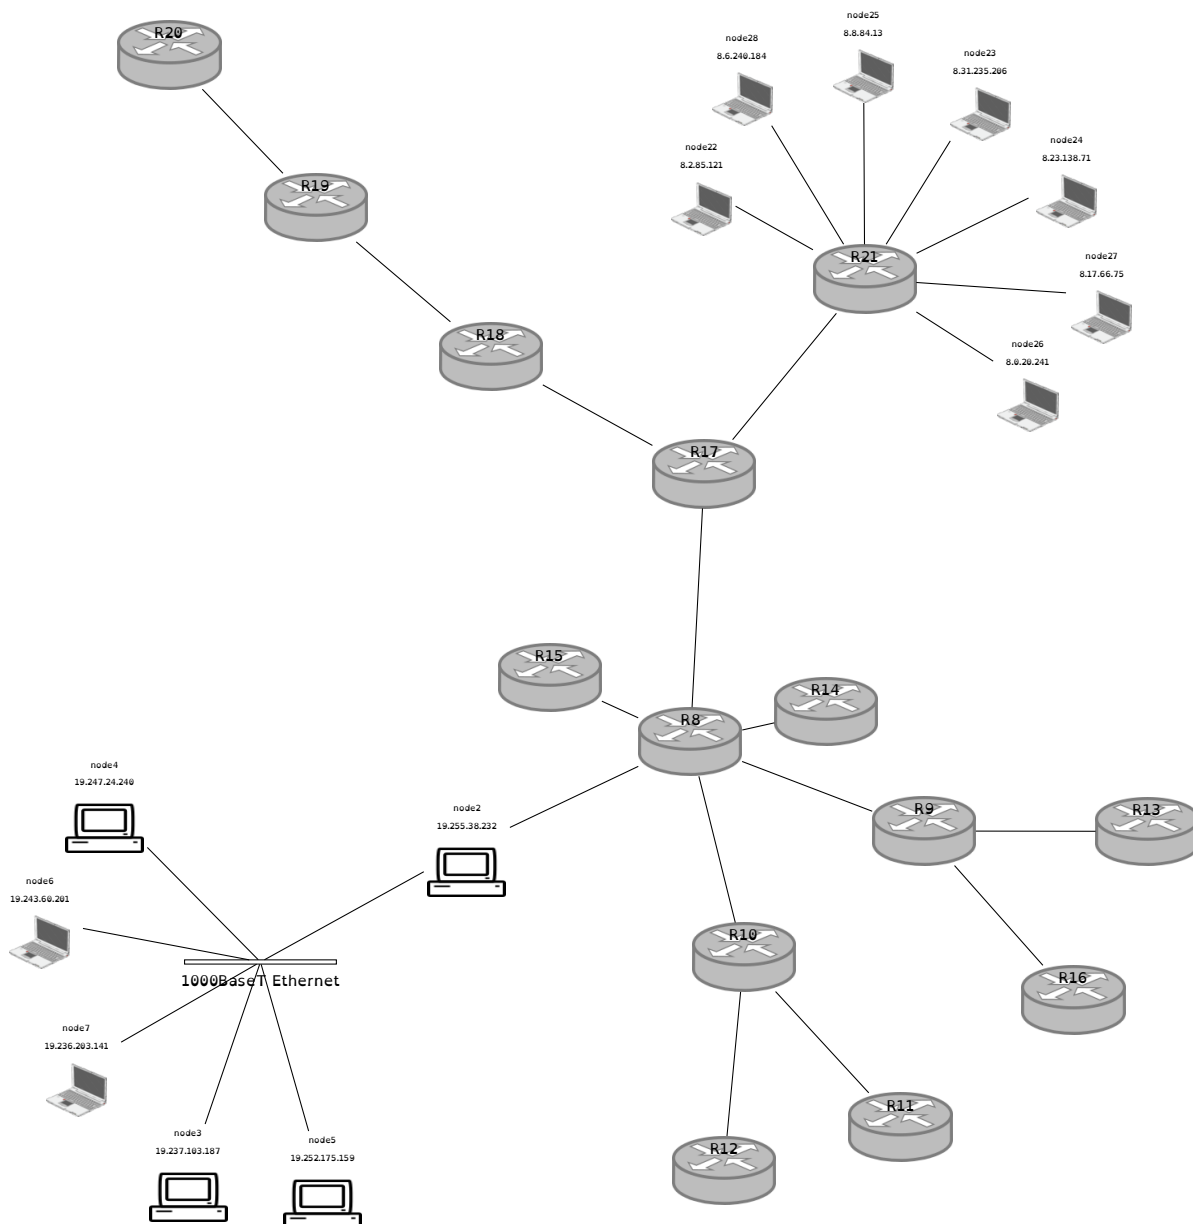 R20
node25
8.8.84.13
node28
8.6.240.184
node23
8.31.235.206
node24
8.23.138.71
node22
8.2.85.121
R19
R21
node27
8.17.66.75
R18
node26
8.0.20.241
R17
R15
R14
R8
node4
19.247.24.240
node2
19.255.38.232
R9
R13
node6
19.243.60.201
R10
1000BaseT Ethernet
R16
node7
19.236.203.141
R11
node3
19.237.103.187
node5
19.252.175.159
R12